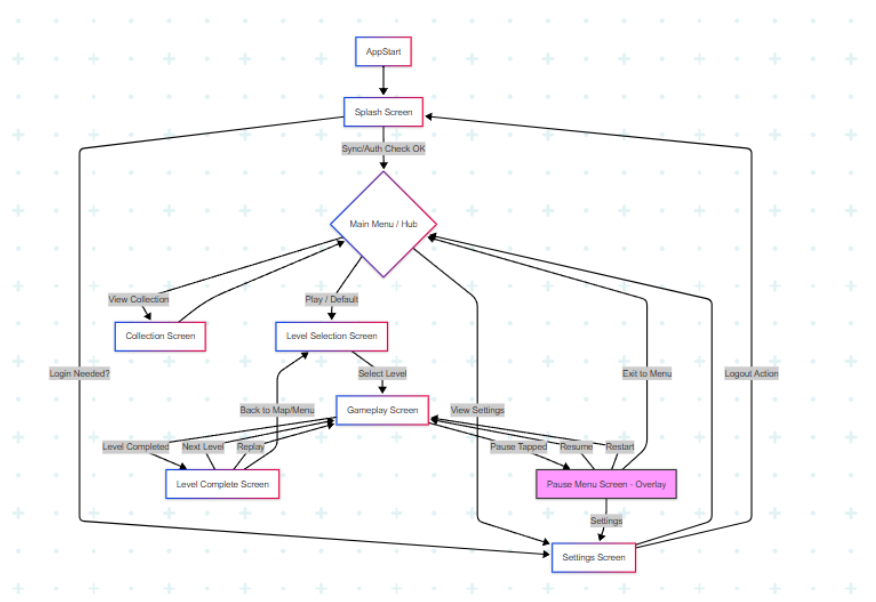 AppStart
Splash Screen
Sync/Auth Check OK
Main Menu / Hub
View Collection
Play / Default
Collection Screen
Level Selection Screen
Login Needed?
Select Level
Exit to Menu
Logout Action
Back to Map/Menu
Gameplay Screen
View Settings
Level Completed
Next Level
Replay
Pause Tapped
Resume
Restart
Level Complete Screen
Pause Menu Screen - Overlay
Settings
Settings Screen